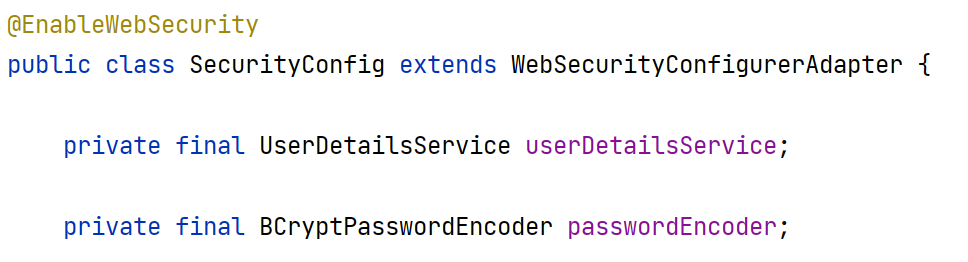 @EnableWebSecurity
public class SecurityConfig extends WebSecurityConfigurerAdapter {
private final UserDetailsService userDetailsService;
private final BCryptPasswordEncoder passwordEncoder;